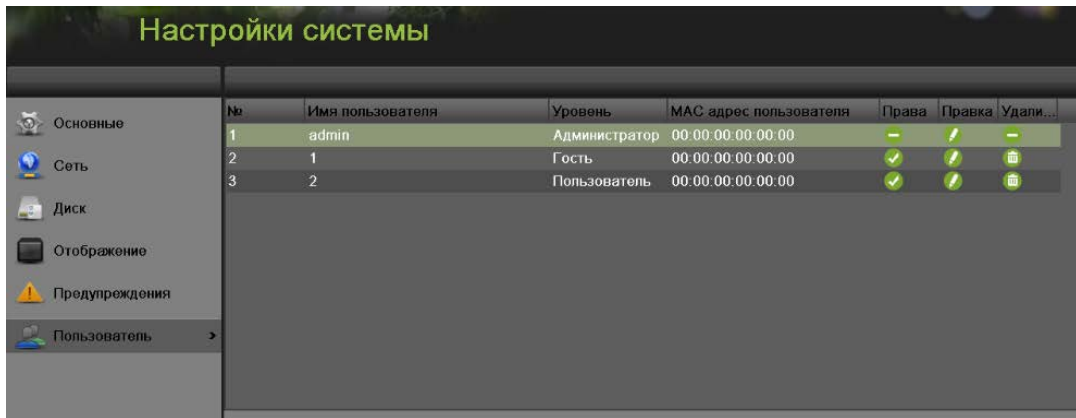 Настройки системы
Основные
Сеть
Диск
Отображение
Предупреждения
Пользователь
№ Имя пользователя Уровень MAC адрес пользователя Права Правка Удали...
1 admin Администратор 00:00:00:00:00:00
2 1 Гость 00:00:00:00:00:00
3 2 Пользователь 00:00:00:00:00:00